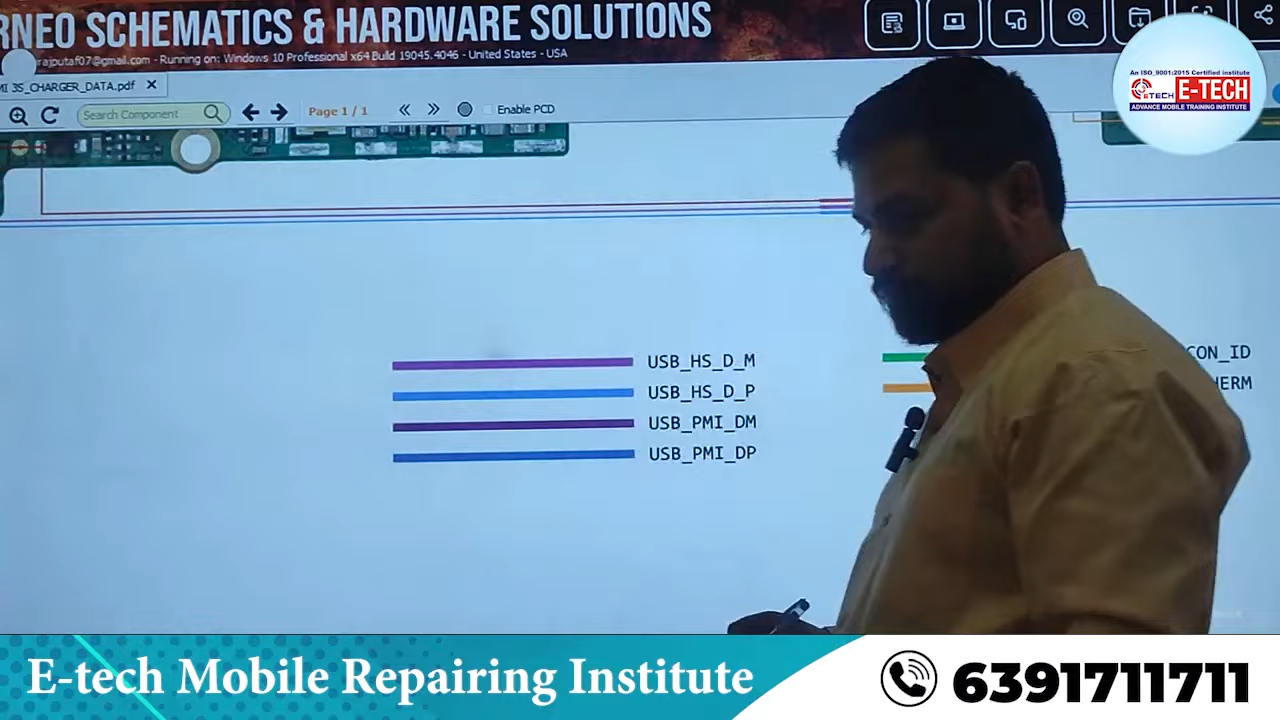 RNEO SCHEMATICS & HARDWARE SOLUTIONS
rajputaf07@gmail.com - Running on: Windows 10 Professional x64 Build 19045.4046 - United States - USA
MI 3S_CHARGER_DATA.pdf
Search Component
Page 1 / 1
Enable PCD
An ISO_9001:2015 Certified institute
ETECH E-TECH
ADVANCE MOBILE TRAINING INSTITUTE
USB_HS_D_M
USB_HS_D_P
USB_PMI_DM
USB_PMI_DP
CON_ID
HERM
E-tech Mobile Repairing Institute
6391711711